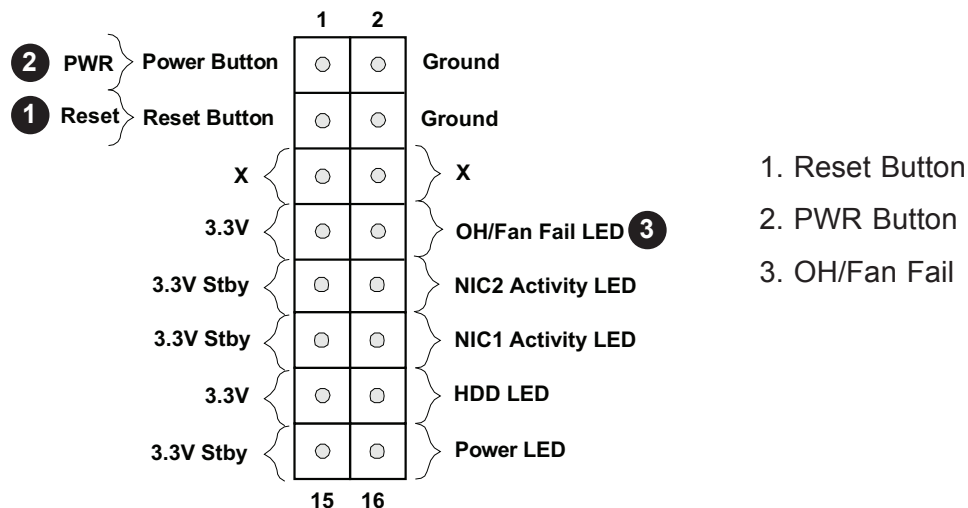 1 2
2 PWR Power Button Ground
1 Reset Reset Button Ground
X X
3.3V OH/Fan Fail LED 3
3.3V Stby NIC2 Activity LED
3.3V Stby NIC1 Activity LED
3.3V HDD LED
3.3V Stby Power LED
15 16
1. Reset Button
2. PWR Button
3. OH/Fan Fail